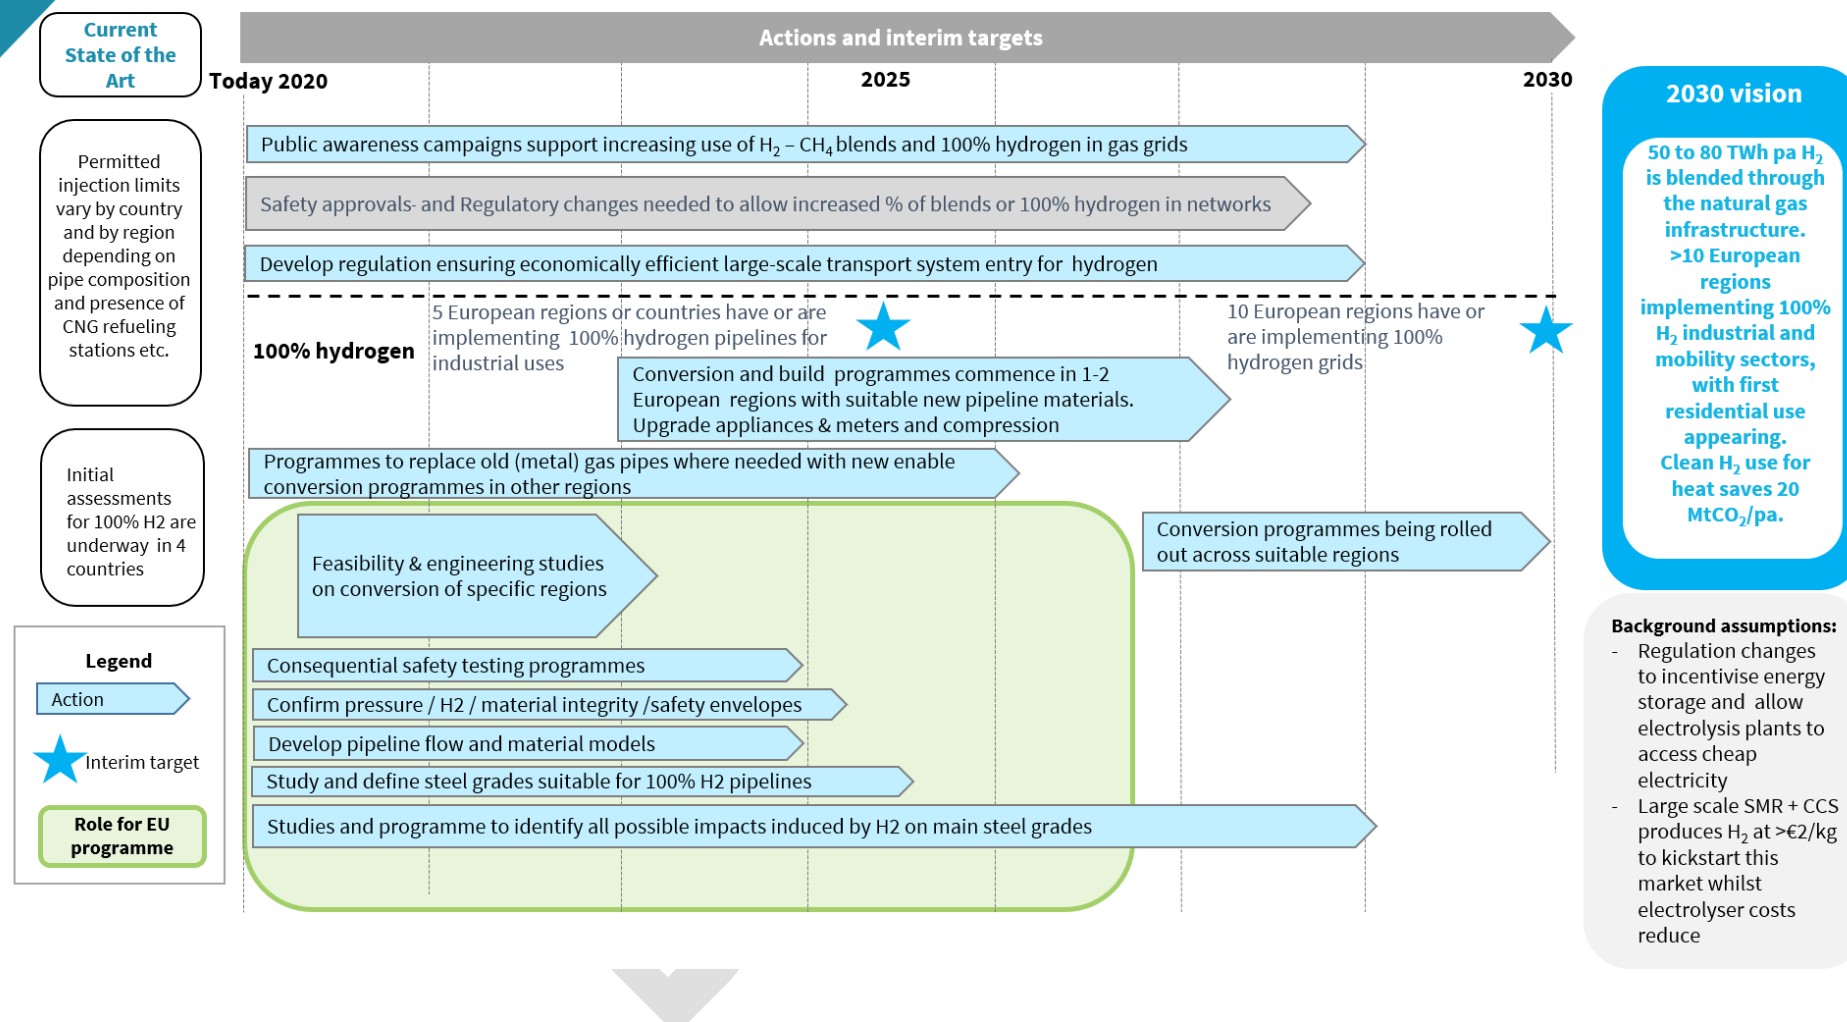 Current
State of the
Art
Actions and interim targets
Today 2020
2025
2030
Permitted
injection limits
vary by country
and by region
depending on
pipe composition
and presence of
CNG refueling
stations etc.
Initial
assessments
for 100% H2 are
underway in 4
countries
Legend
Action
Interim target
Role for EU
programme
Public awareness campaigns support increasing use of H₂ – CH₄ blends and 100% hydrogen in gas grids
Safety approvals- and Regulatory changes needed to allow increased % of blends or 100% hydrogen in networks
Develop regulation ensuring economically efficient large-scale transport system entry for hydrogen
100% hydrogen
5 European regions or countries have or are
implementing 100% hydrogen pipelines for
industrial uses
10 European regions have or
are implementing 100%
hydrogen grids
Conversion and build programmes commence in 1-2
European regions with suitable new pipeline materials.
Upgrade appliances & meters and compression
Programmes to replace old (metal) gas pipes where needed with new enable
conversion programmes in other regions
Feasibility & engineering studies
on conversion of specific regions
Conversion programmes being rolled
out across suitable regions
Consequential safety testing programmes
Confirm pressure / H2 / material integrity /safety envelopes
Develop pipeline flow and material models
Study and define steel grades suitable for 100% H2 pipelines
Studies and programme to identify all possible impacts induced by H2 on main steel grades
2030 vision
50 to 80 TWh pa H₂
is blended through
the natural gas
infrastructure.
>10 European
regions
implementing 100%
H₂ industrial and
mobility sectors,
with first
residential use
appearing.
Clean H₂ use for
heat saves 20
MtCO₂/pa.
Background assumptions:
- Regulation changes
to incentivise energy
storage and allow
electrolysis plants to
access cheap
electricity
- Large scale SMR + CCS
produces H₂ at >€2/kg
to kickstart this
market whilst
electrolyser costs
reduce